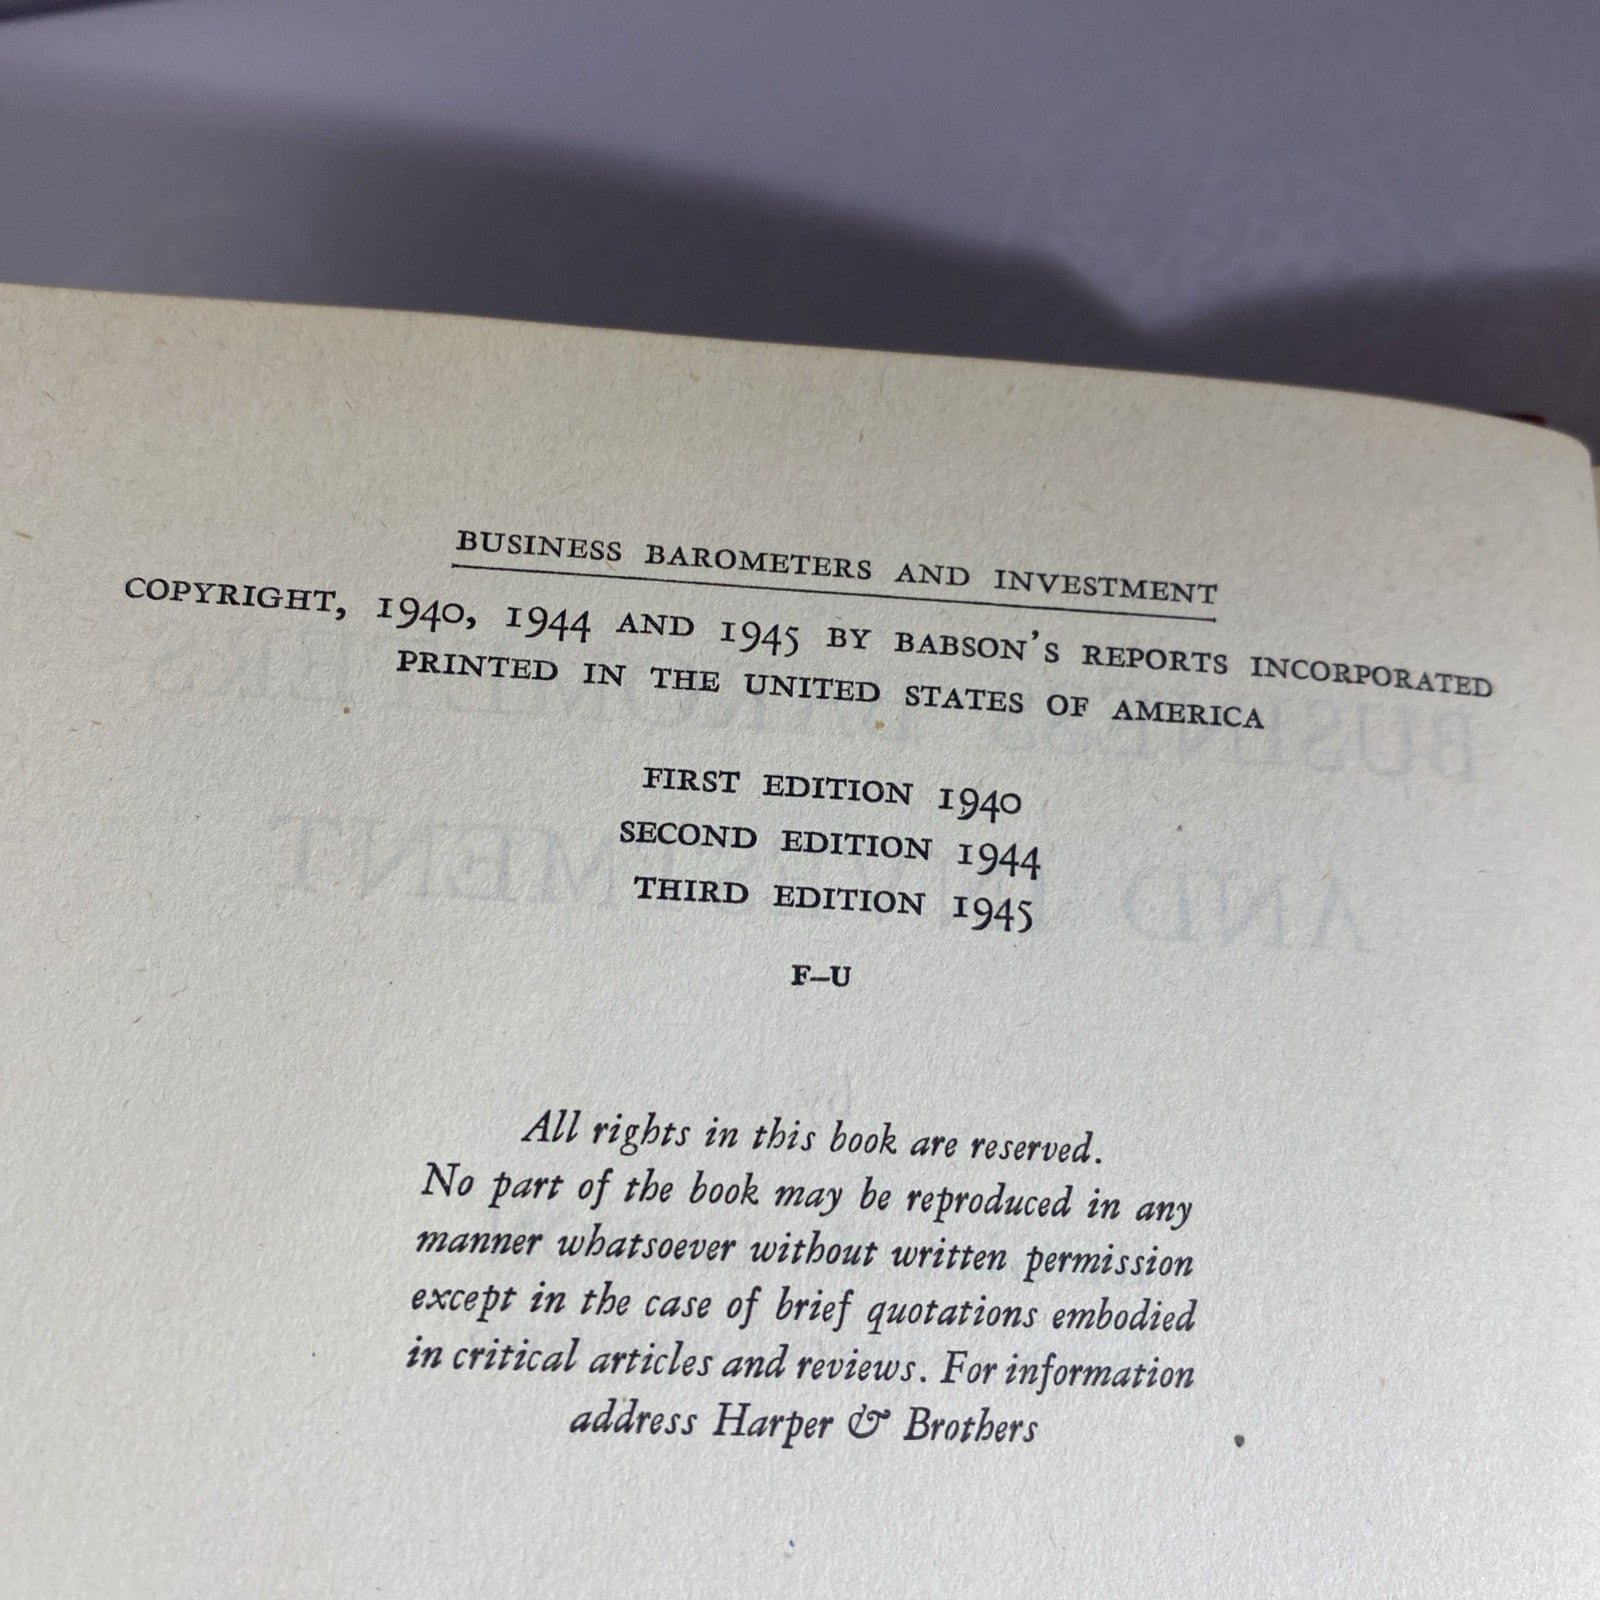 BUSINESS BAROMETERS AND INVESTMENT
COPYRIGHT, 1940, 1944 AND 1945 BY BABSON'S REPORTS INCORPORATED
PRINTED IN THE UNITED STATES OF AMERICA
FIRST EDITION 1940
SECOND EDITION 1944
THIRD EDITION 1945
F–U
All rights in this book are reserved.
No part of the book may be reproduced in any
manner whatsoever without written permission
except in the case of brief quotations embodied
in critical articles and reviews. For information
address Harper & Brothers